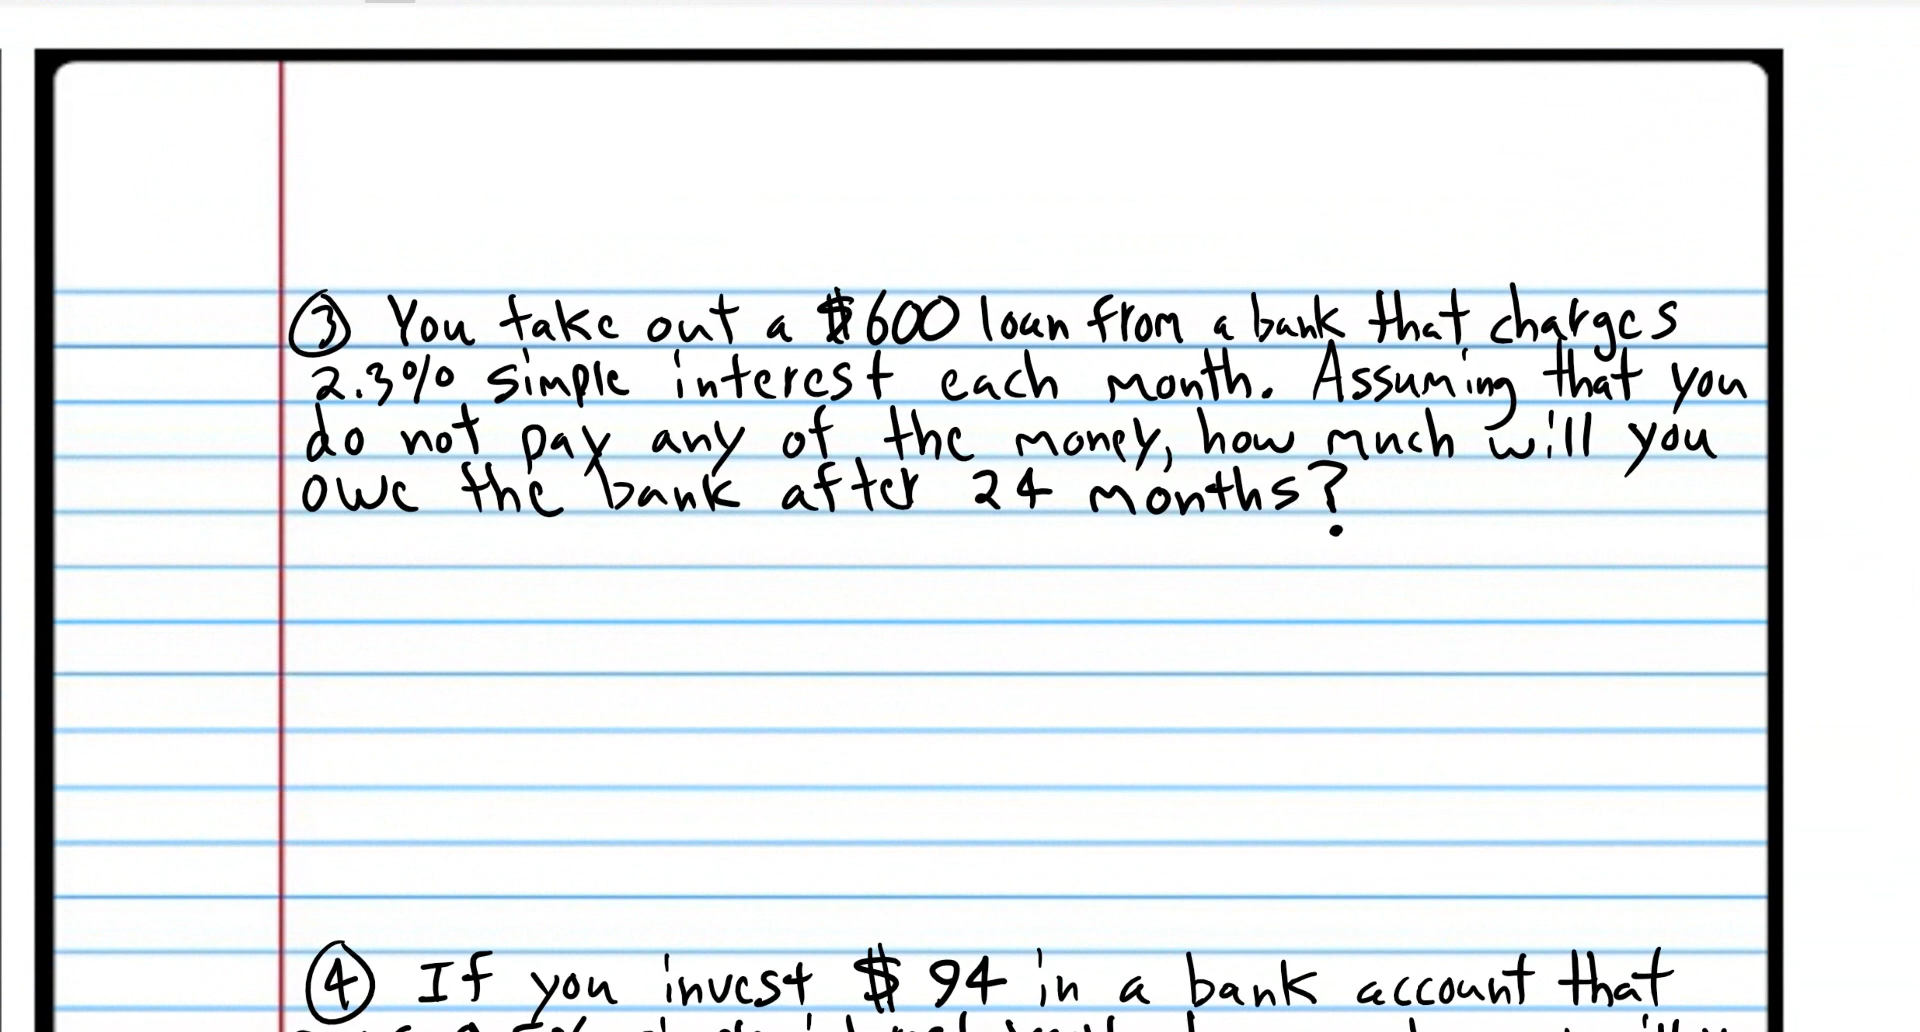 ③ You take out a $600 loan from a bank that charges
2.3% simple interest each month. Assuming that you
do not pay any of the money, how much will you
owe the bank after 24 months?
④ If you invest $94 in a bank account that